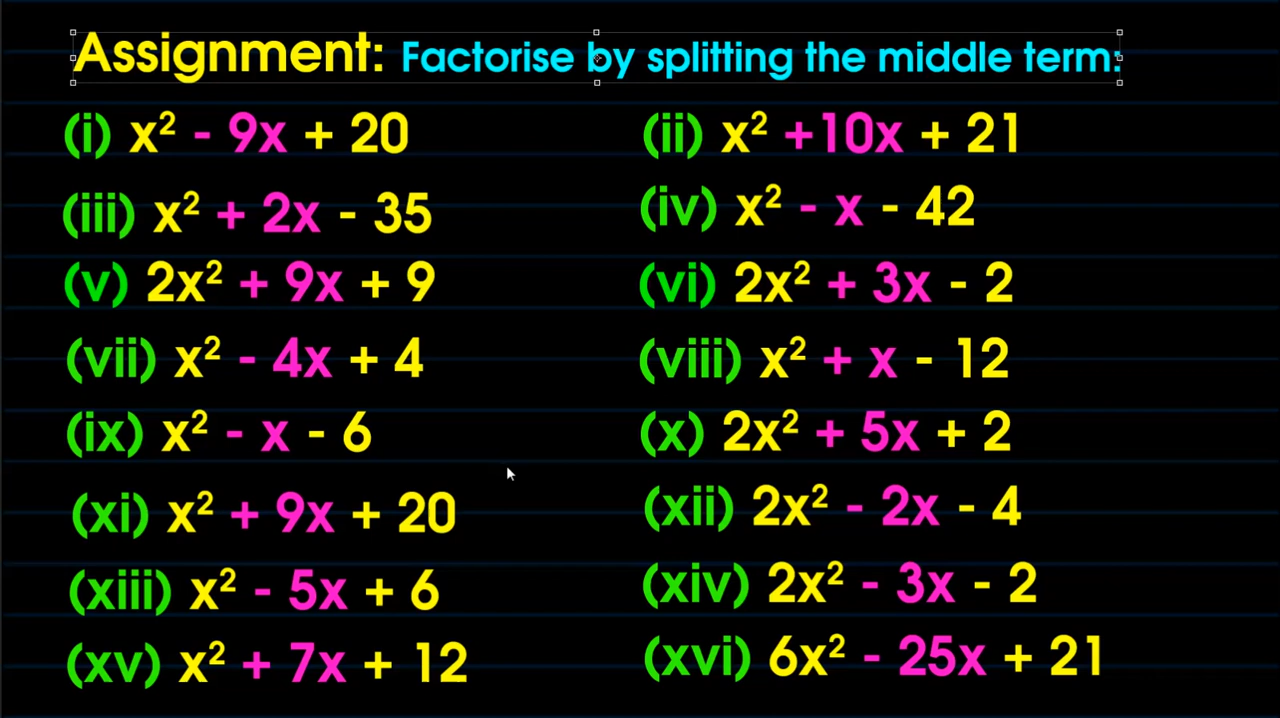 Assignment: Factorise by splitting the middle term:
(i) x² - 9x + 20
(ii) x² +10x + 21
(iii) x² + 2x - 35
(iv) x² - x - 42
(v) 2x² + 9x + 9
(vi) 2x² + 3x - 2
(vii) x² - 4x + 4
(viii) x² + x - 12
(ix) x² - x - 6
(x) 2x² + 5x + 2
(xi) x² + 9x + 20
(xii) 2x² - 2x - 4
(xiii) x² - 5x + 6
(xiv) 2x² - 3x - 2
(xv) x² + 7x + 12
(xvi) 6x² - 25x + 21